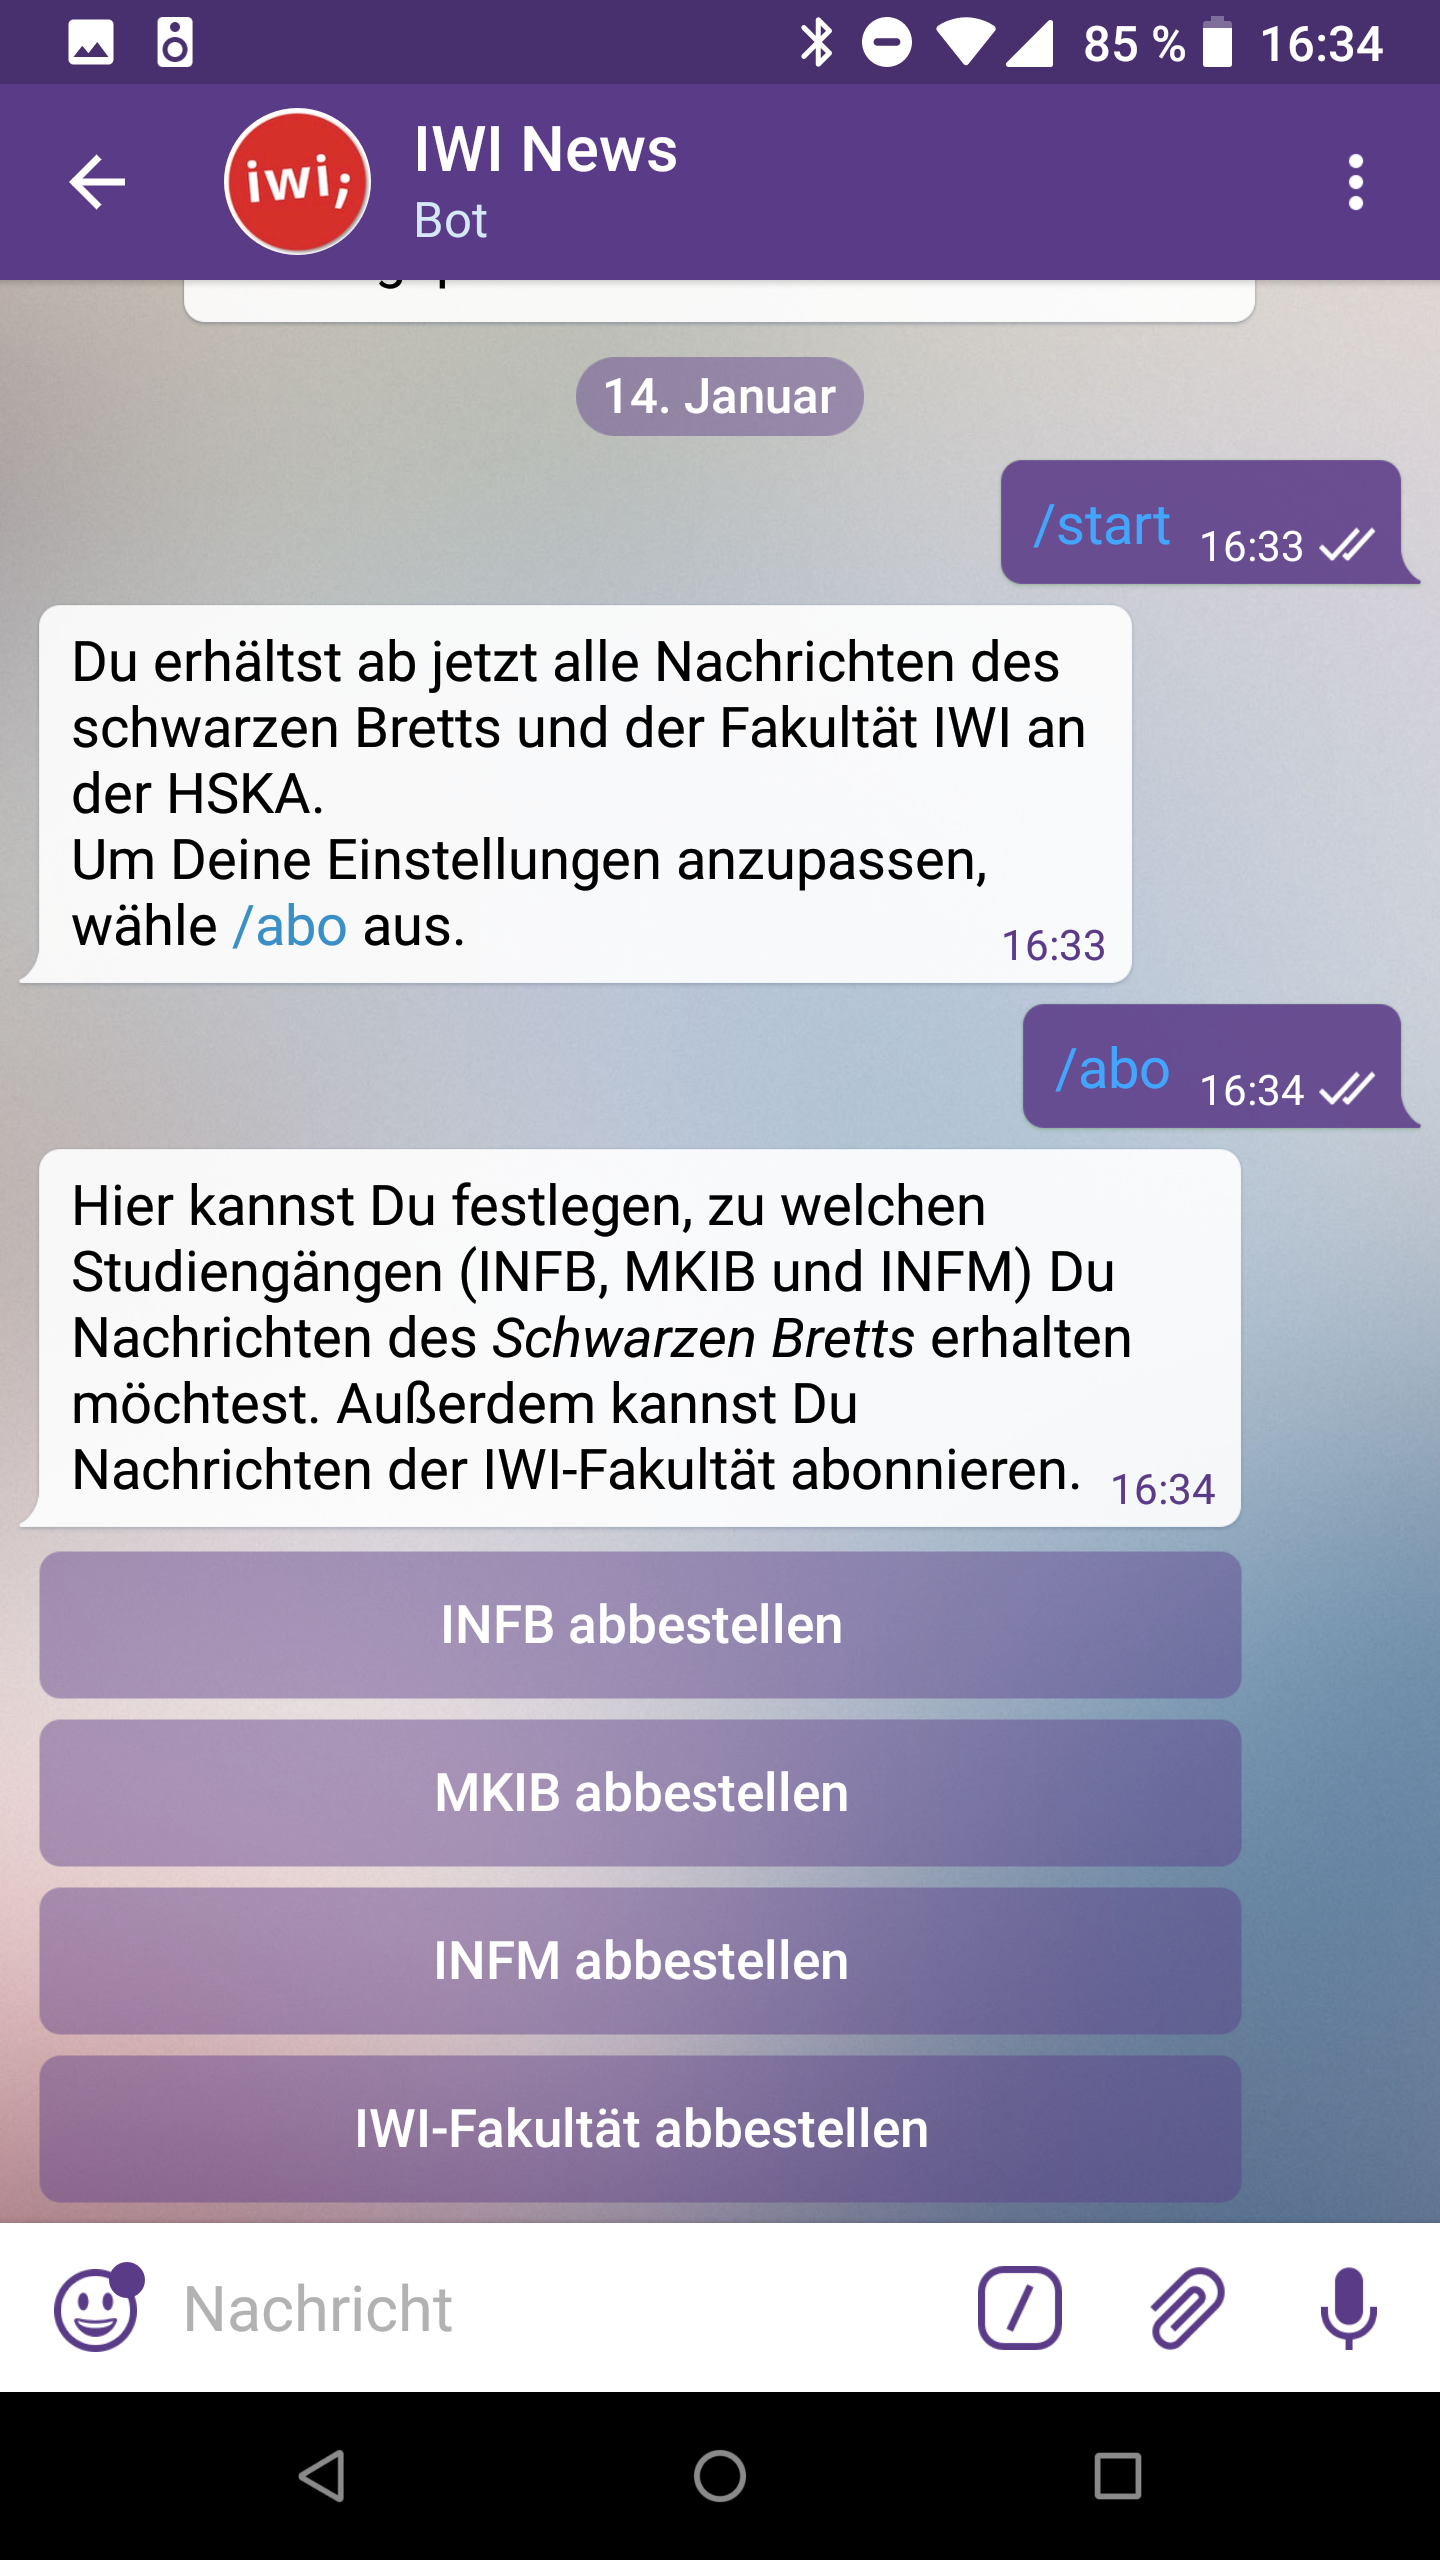 85 % 16:34
iwi;
IWI News
Bot
14. Januar
/start 16:33
Du erhältst ab jetzt alle Nachrichten des
schwarzen Bretts und der Fakultät IWI an
der HSKA.
Um Deine Einstellungen anzupassen,
wähle /abo aus.
16:33
/abo 16:34
Hier kannst Du festlegen, zu welchen
Studiengängen (INFB, MKIB und INFM) Du
Nachrichten des Schwarzen Bretts erhalten
möchtest. Außerdem kannst Du
Nachrichten der IWI-Fakultät abonnieren.
16:34
INFB abbestellen
MKIB abbestellen
INFM abbestellen
IWI-Fakultät abbestellen
Nachricht